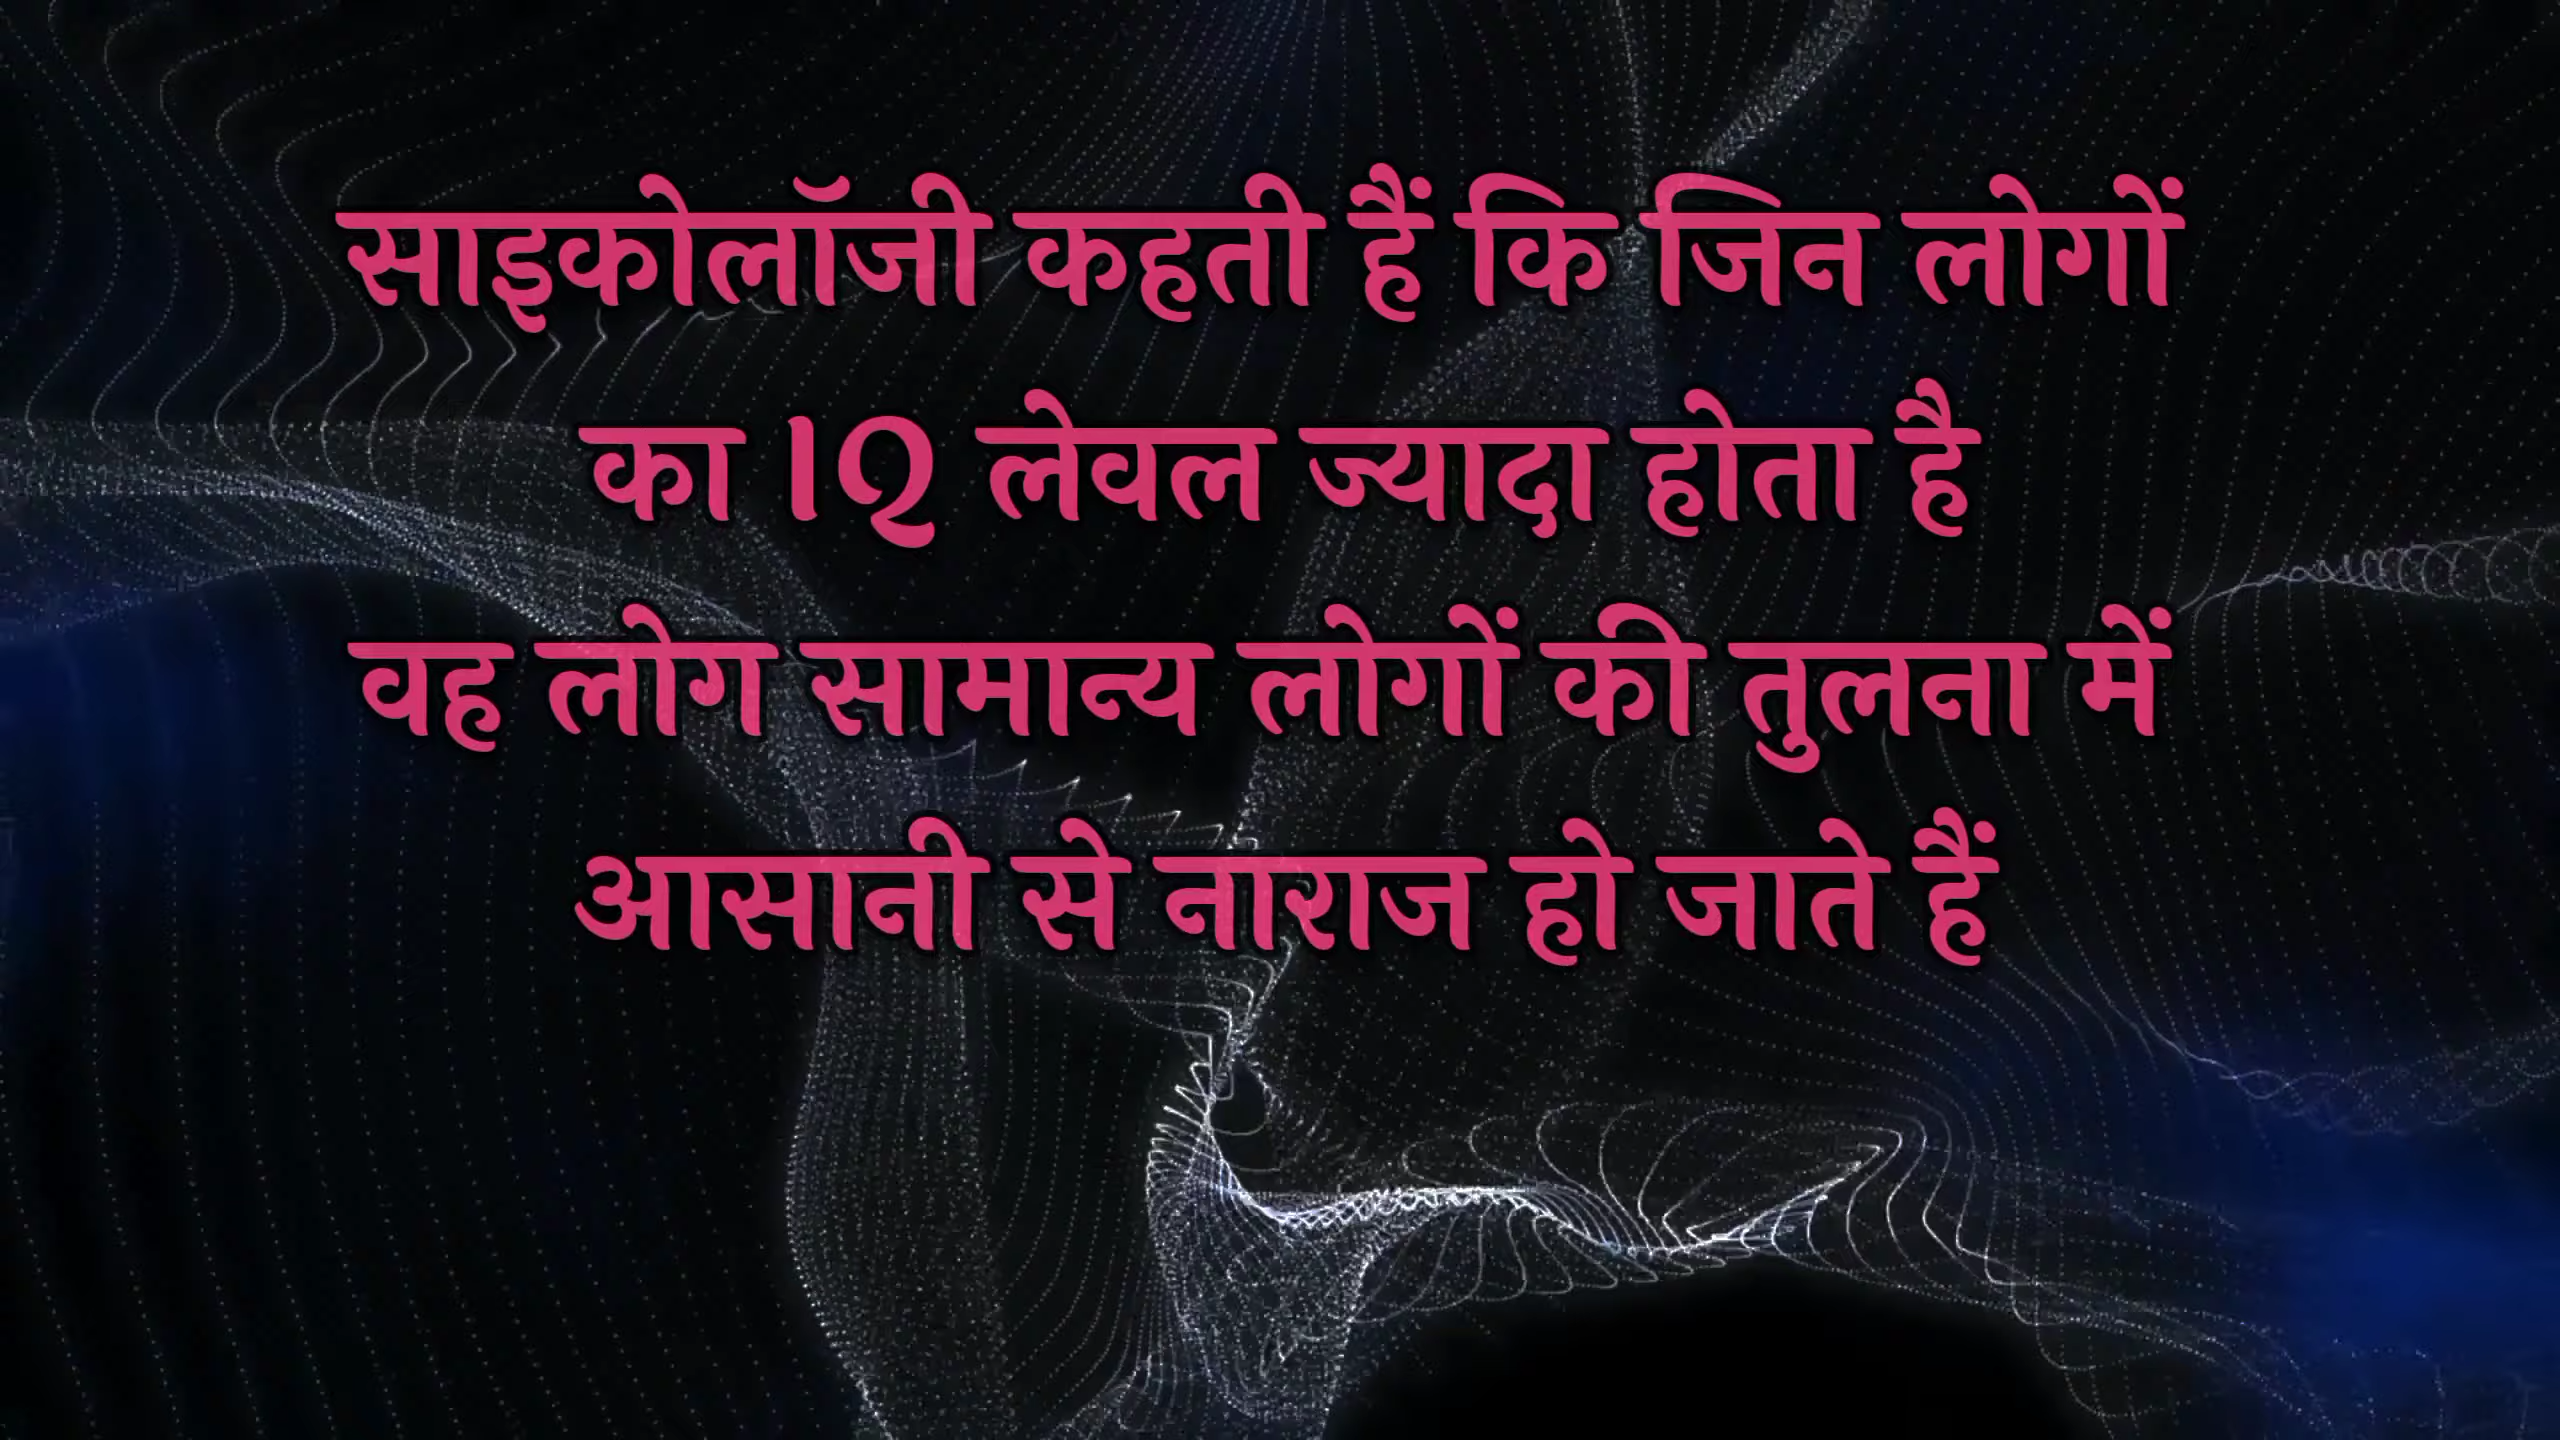 साइकोलॉजी कहती हैं कि जिन लोगों
का IQ लेवल ज्यादा होता है
वह लोग सामान्य लोगों की तुलना में
आसानी से नाराज हो जाते हैं